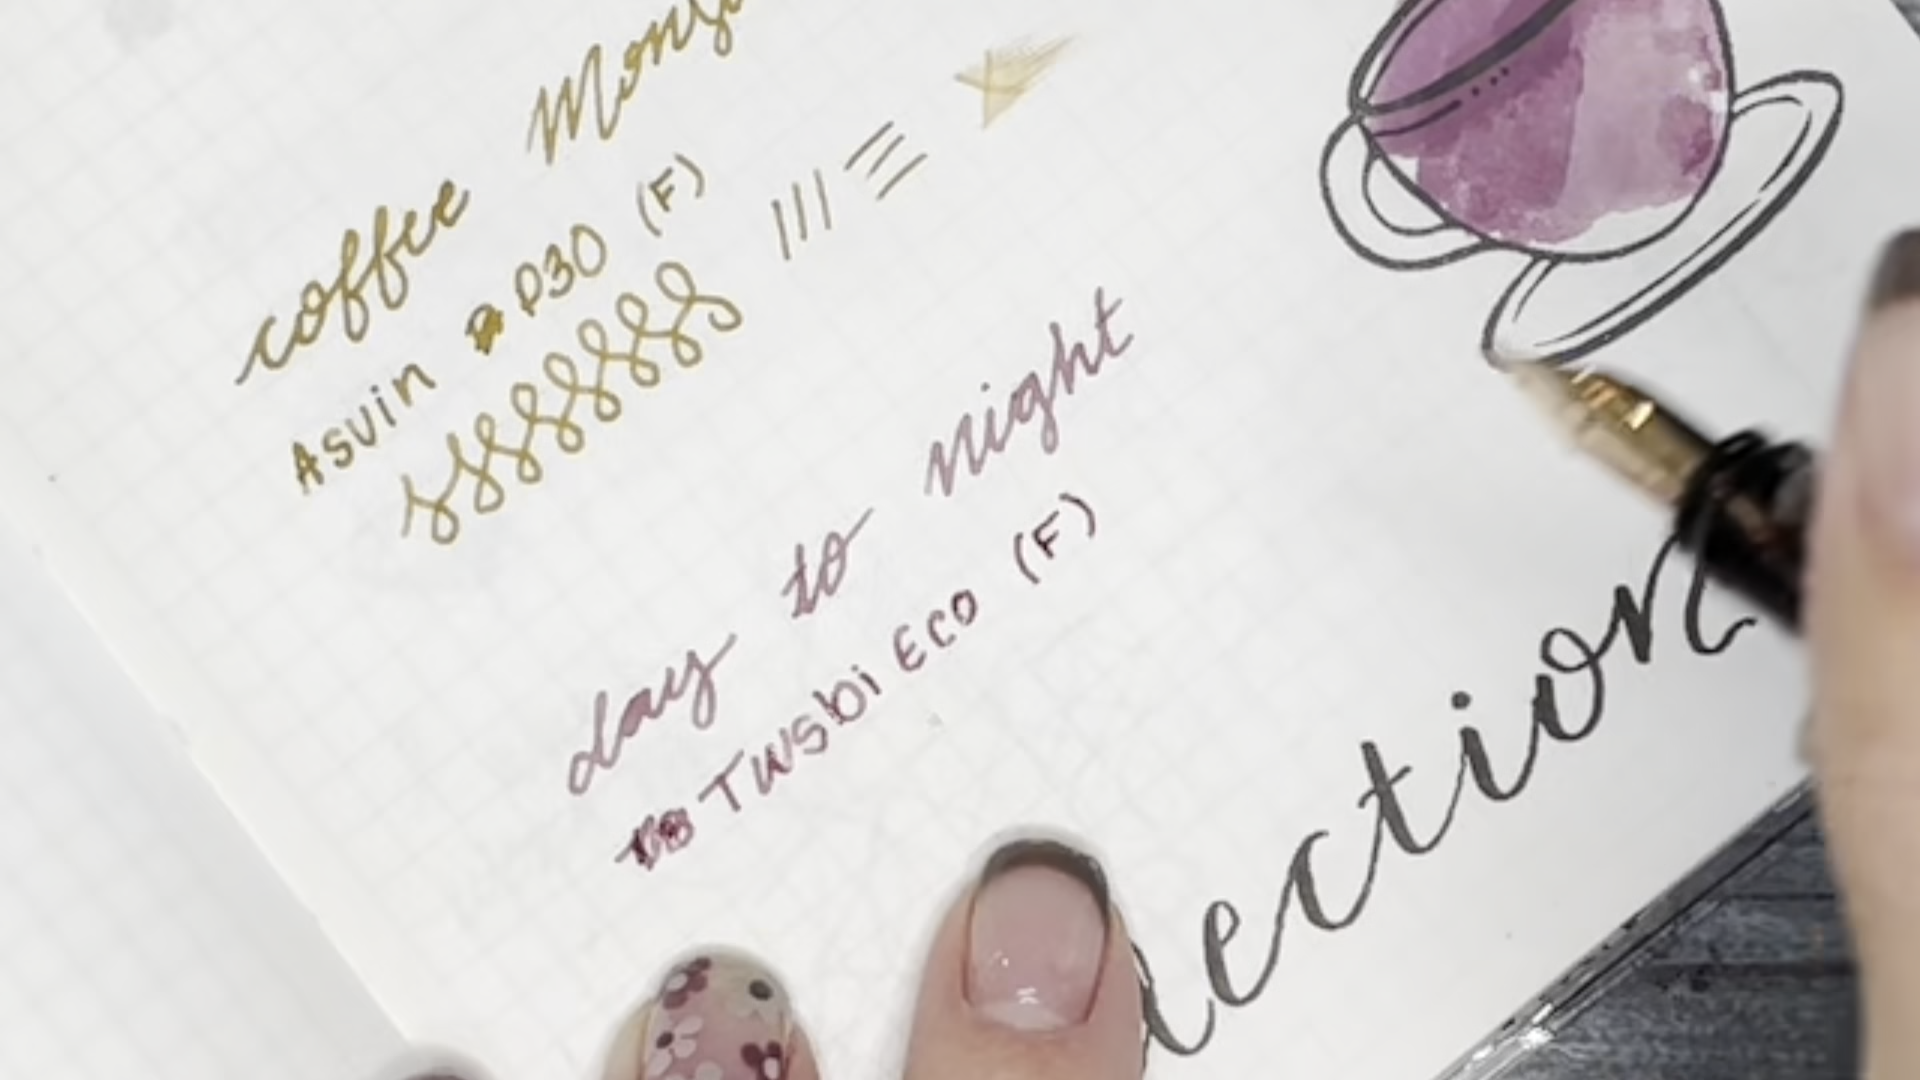 coffee
Asvin P30 (F)
day to night
TWSbi ECO (F)
ection